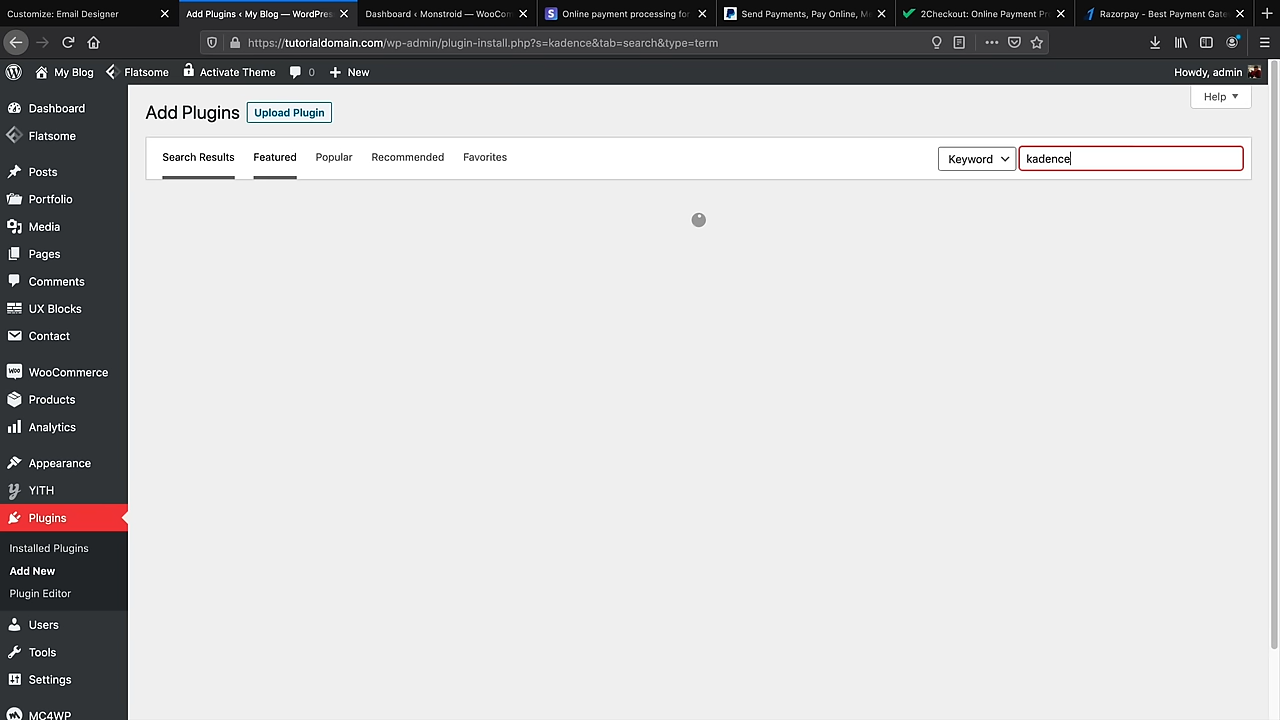 Customize: Email Designer
Add Plugins ‹ My Blog — WordPres
Dashboard ‹ Monstroid — WooCom
Online payment processing for
Send Payments, Pay Online, Me
2Checkout: Online Payment Pr
Razorpay - Best Payment Gate
https://tutorialdomain.com/wp-admin/plugin-install.php?s=kadence&tab=search&type=term
My Blog
Flatsome
Activate Theme
0
New
Howdy, admin
Dashboard
Flatsome
Posts
Portfolio
Media
Pages
Comments
UX Blocks
Contact
WooCommerce
Products
Analytics
Appearance
YITH
Plugins
Installed Plugins
Add New
Plugin Editor
Users
Tools
Settings
MC4WP
Help
Add Plugins
Upload Plugin
Search Results
Featured
Popular
Recommended
Favorites
Keyword
kadence